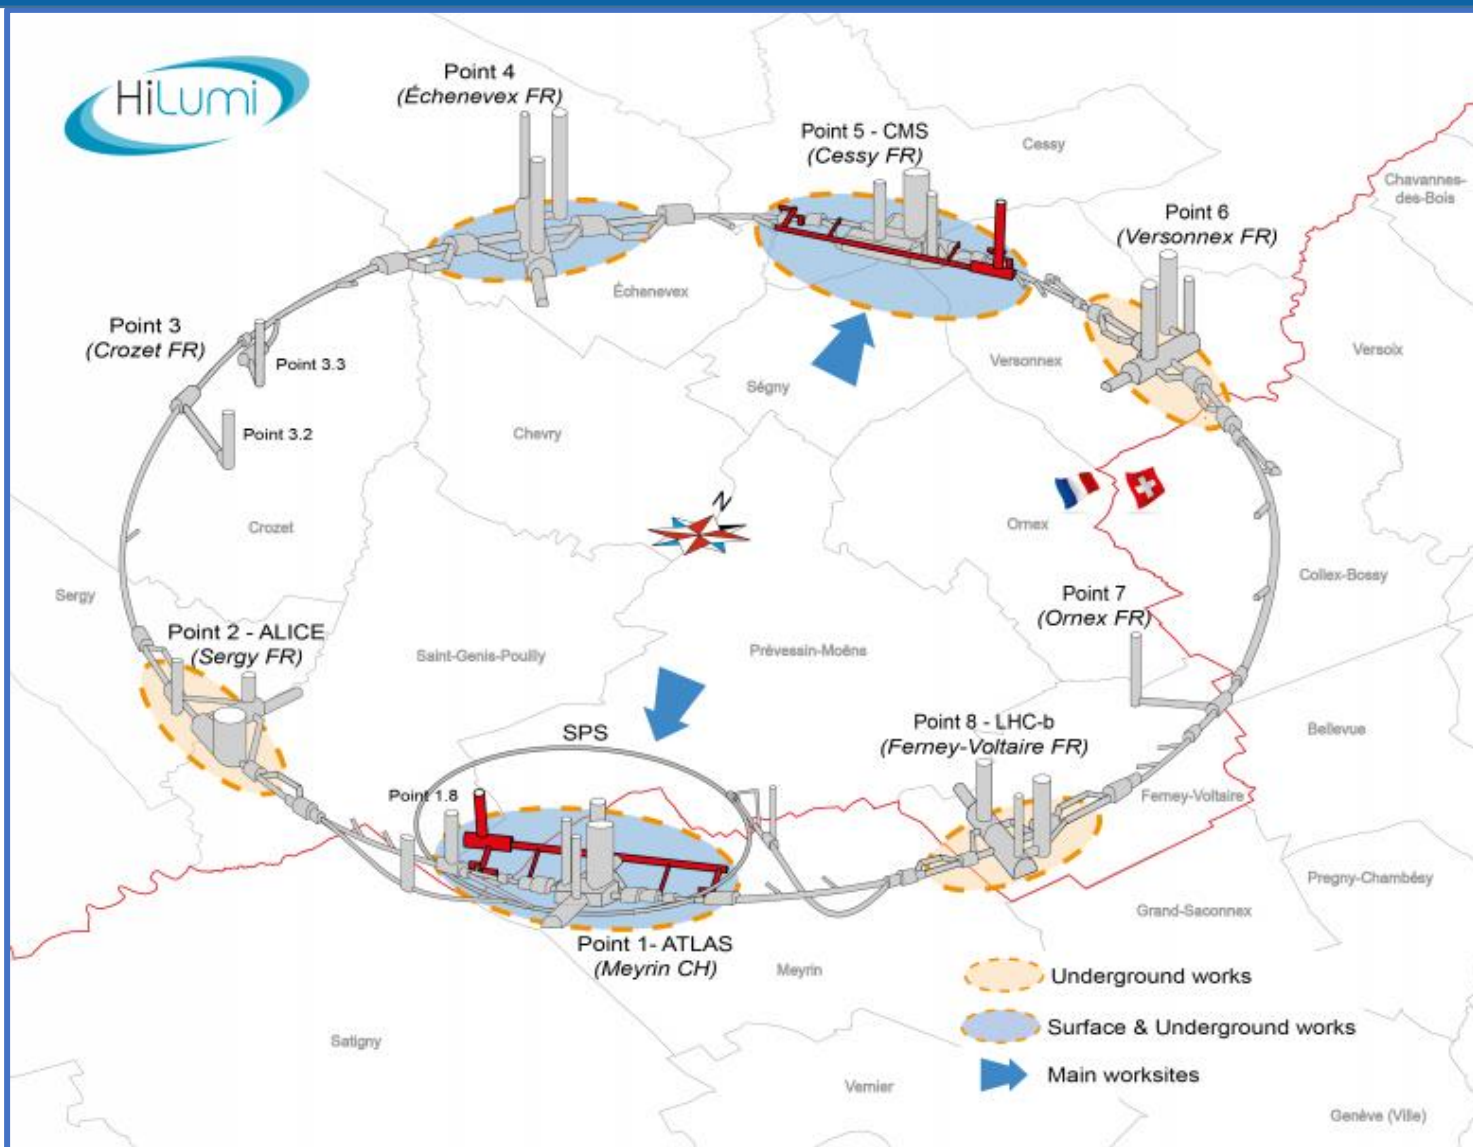 HiLumi
Point 4
(Échenevex FR)
Point 5 - CMS
(Cessy FR)
Cessy
Chavannes-
des-Bois
Point 6
(Versonnex FR)
Échenevex
Point 3
(Crozet FR)
Point 3.3
Versonnex
Versoix
Ségny
Point 3.2
Chevry
N
Crozet
Ornex
Collex-Bossy
Sergy
Point 7
(Ornex FR)
Point 2 - ALICE
(Sergy FR)
Saint-Genis-Pouilly
Prévessin-Moëns
Point 8 - LHC-b
(Ferney-Voltaire FR)
Bellevue
SPS
Point 1.8
Ferney-Voltaire
Pregny-Chambésy
Grand-Saconnex
Point 1- ATLAS
(Meyrin CH)
Meyrin
Underground works
Surface & Underground works
Satigny
Main worksites
Vernier
Genève (Ville)